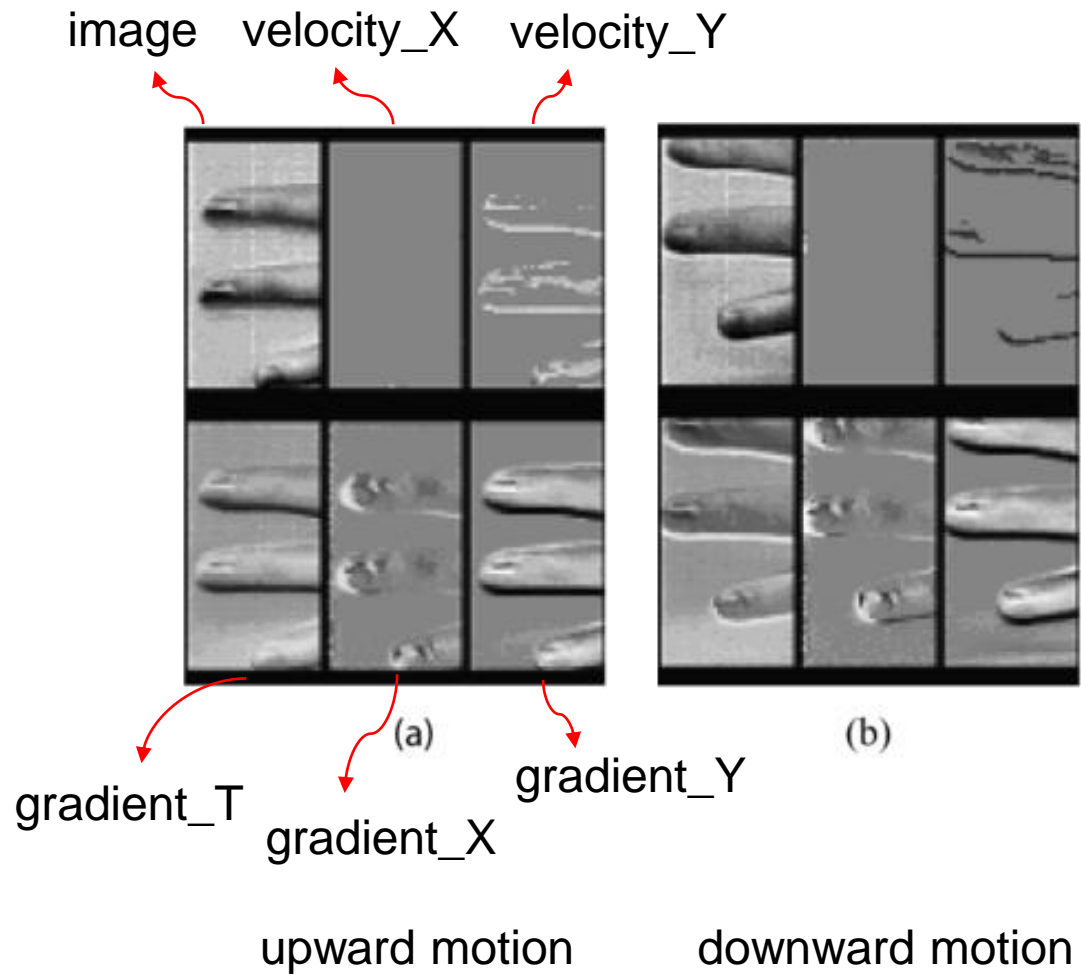 image velocity_X velocity_Y
(a) (b)
gradient_T gradient_Y
gradient_X
upward motion downward motion